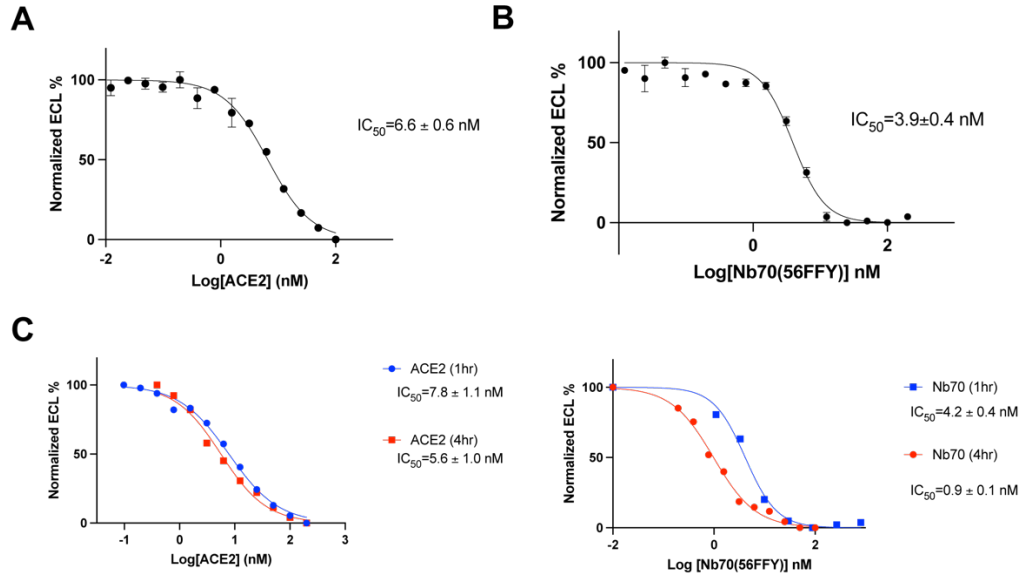 A
Normalized ECL %
100
50
0
-2
0
2
Log[ACE2] (nM)
IC50=6.6 ± 0.6 nM
B
Normalized ECL %
100
50
0
0
2
Log[Nb70(56FFY)] nM
IC50=3.9±0.4 nM
C
Normalized ECL %
100
50
0
-1
0
1
2
3
Log[ACE2] (nM)
ACE2 (1hr)
IC50=7.8 ± 1.1 nM
ACE2 (4hr)
IC50=5.6 ± 1.0 nM
Normalized ECL %
100
50
0
-2
0
2
Log [Nb70(56FFY)] nM
Nb70 (1hr)
IC50=4.2 ± 0.4 nM
Nb70 (4hr)
IC50=0.9 ± 0.1 nM